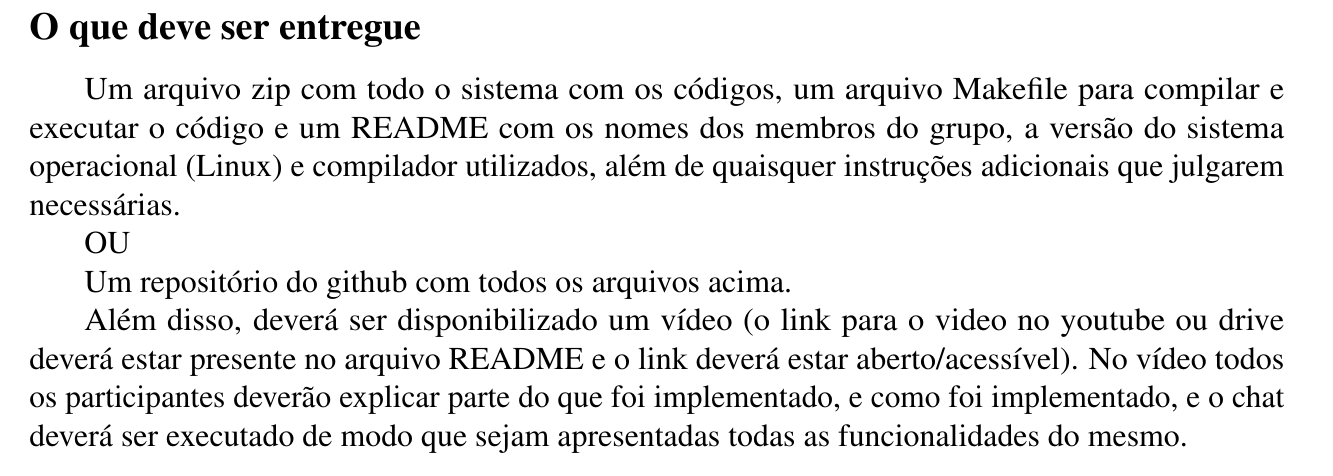 O que deve ser entregue
Um arquivo zip com todo o sistema com os códigos, um arquivo Makefile para compilar e
executar o código e um README com os nomes dos membros do grupo, a versão do sistema
operacional (Linux) e compilador utilizados, além de quaisquer instruções adicionais que julgarem
necessárias.
OU
Um repositório do github com todos os arquivos acima.
Além disso, deverá ser disponibilizado um vídeo (o link para o video no youtube ou drive
deverá estar presente no arquivo README e o link deverá estar aberto/acessível). No vídeo todos
os participantes deverão explicar parte do que foi implementado, e como foi implementado, e o chat
deverá ser executado de modo que sejam apresentadas todas as funcionalidades do mesmo.